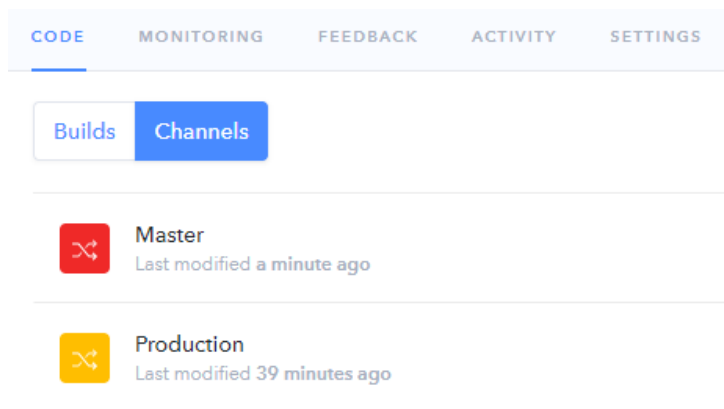 CODE MONITORING FEEDBACK ACTIVITY SETTINGS
Builds Channels
Master
Last modified a minute ago
Production
Last modified 39 minutes ago